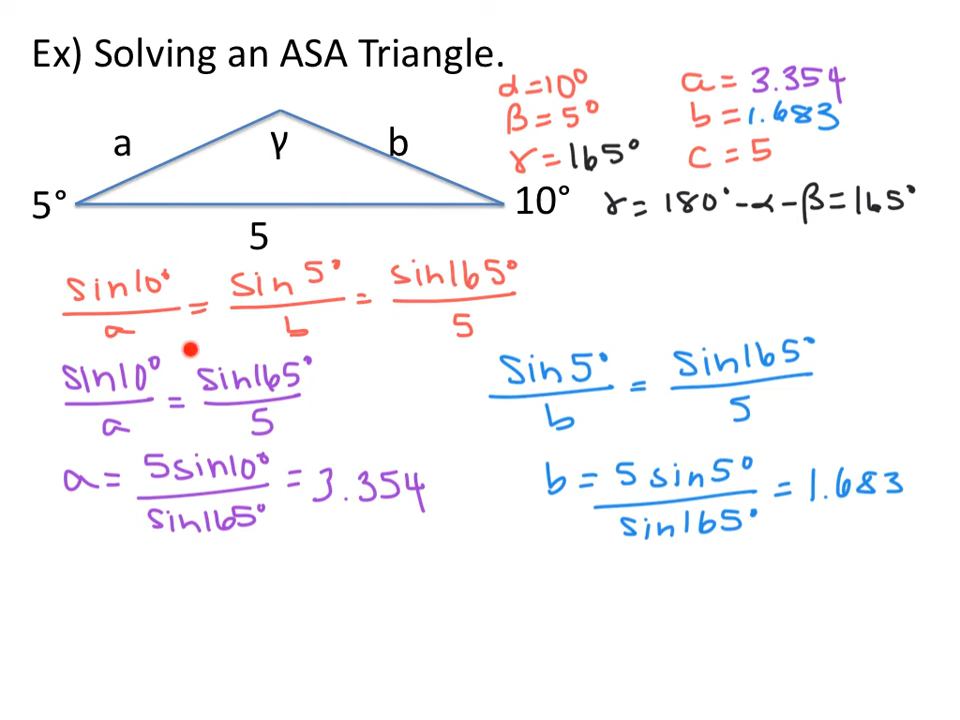 Ex) Solving an ASA Triangle.
α=10° a= 3.354
β=5° b=1.683
a γ b
γ=165° c=5
5° 10° γ= 180°-α-β=165°
5
sin10°/a = sin5°/b = sin165°/5
sin10°/a = sin165°/5
sin5°/b = sin165°/5
a= 5sin10°/sin165° =3.354
b= 5sin5°/sin165° =1.683